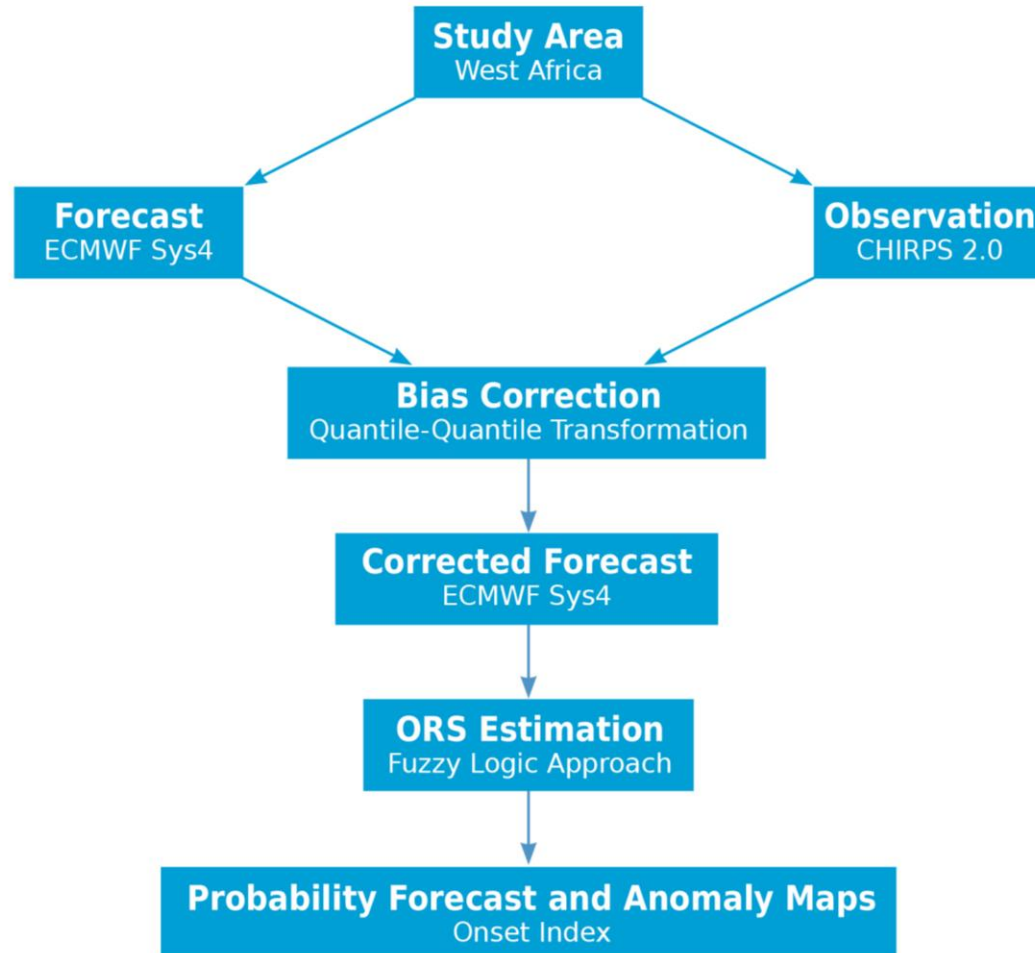 Study Area
West Africa
Forecast
ECMWF Sys4
Observation
CHIRPS 2.0
Bias Correction
Quantile-Quantile Transformation
Corrected Forecast
ECMWF Sys4
ORS Estimation
Fuzzy Logic Approach
Probability Forecast and Anomaly Maps
Onset Index